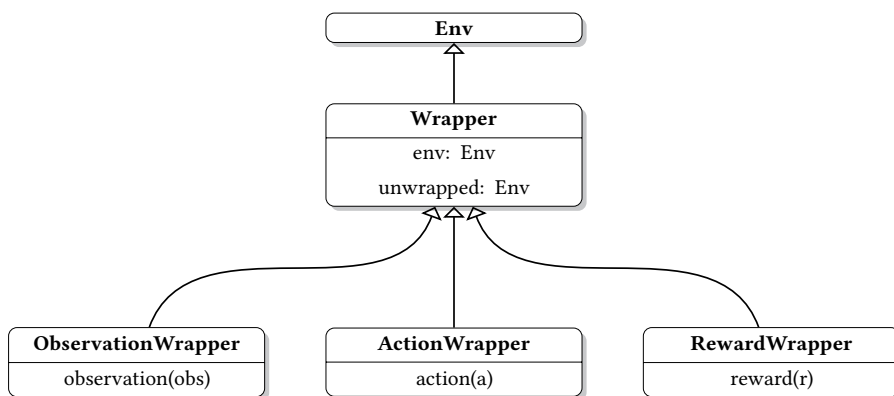 Env
Wrapper
env: Env
unwrapped: Env
ObservationWrapper
observation(obs)
ActionWrapper
action(a)
RewardWrapper
reward(r)